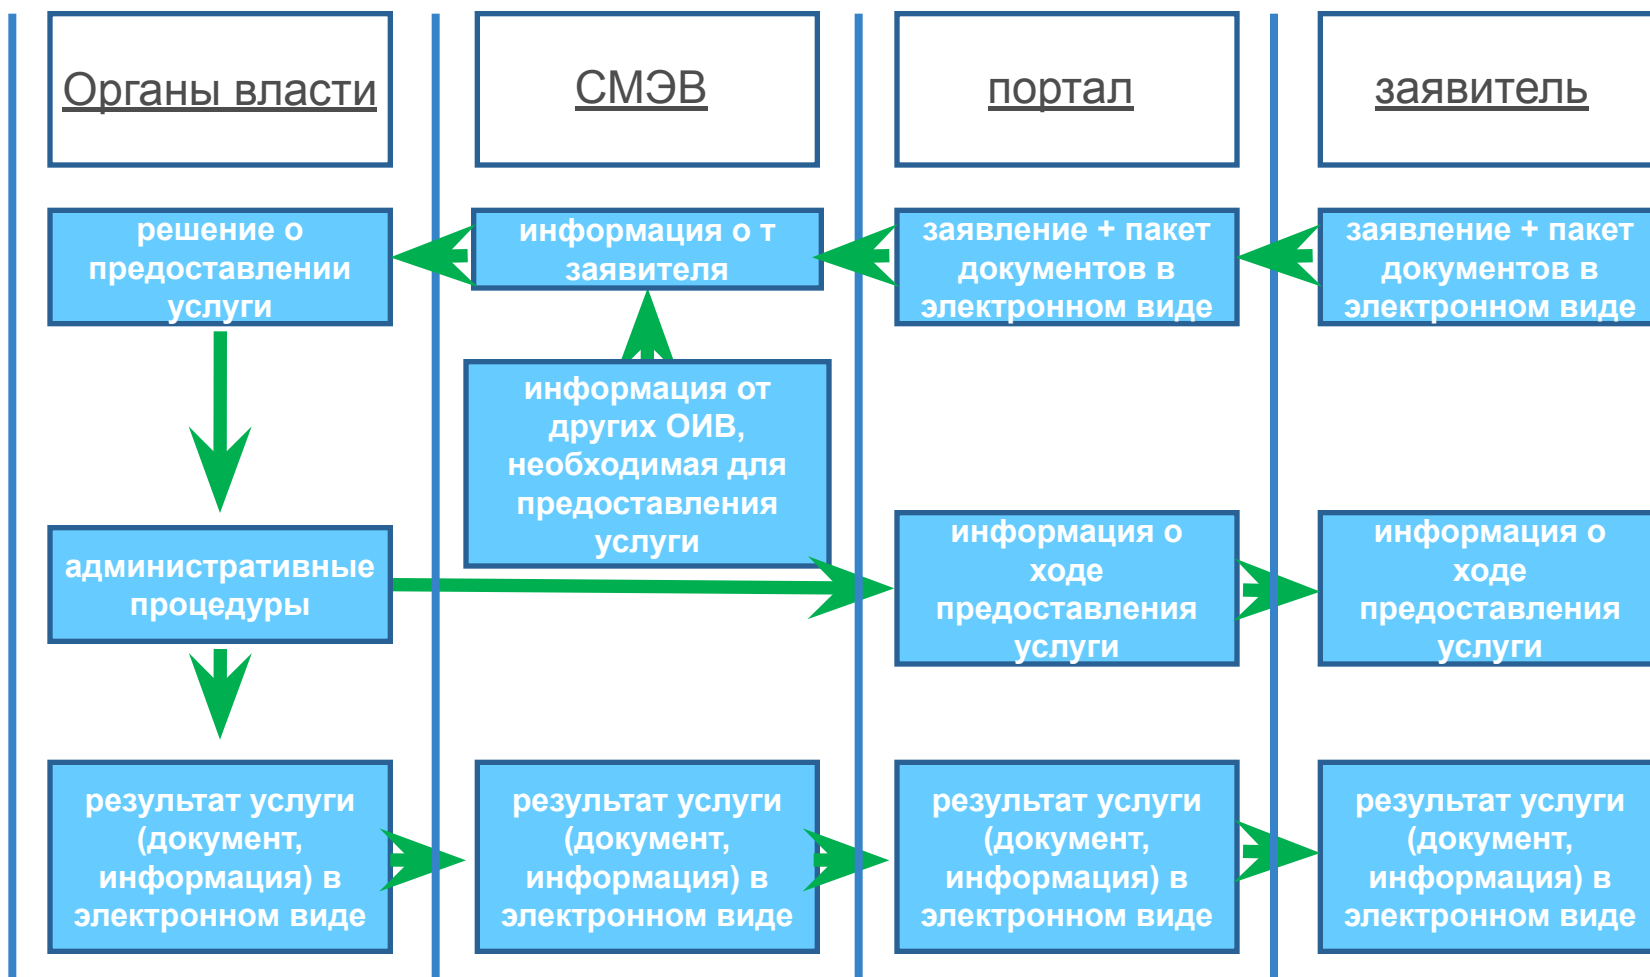 Органы власти
СМЭВ
портал
заявитель
решение о
предоставлении
услуги
информация о т
заявителя
заявление + пакет
документов в
электронном виде
заявление + пакет
документов в
электронном виде
информация от
других ОИВ,
необходимая для
предоставления
услуги
административные
процедуры
информация о
ходе
предоставления
услуги
информация о
ходе
предоставления
услуги
результат услуги
(документ,
информация) в
электронном виде
результат услуги
(документ,
информация) в
электронном виде
результат услуги
(документ,
информация) в
электронном виде
результат услуги
(документ,
информация) в
электронном виде